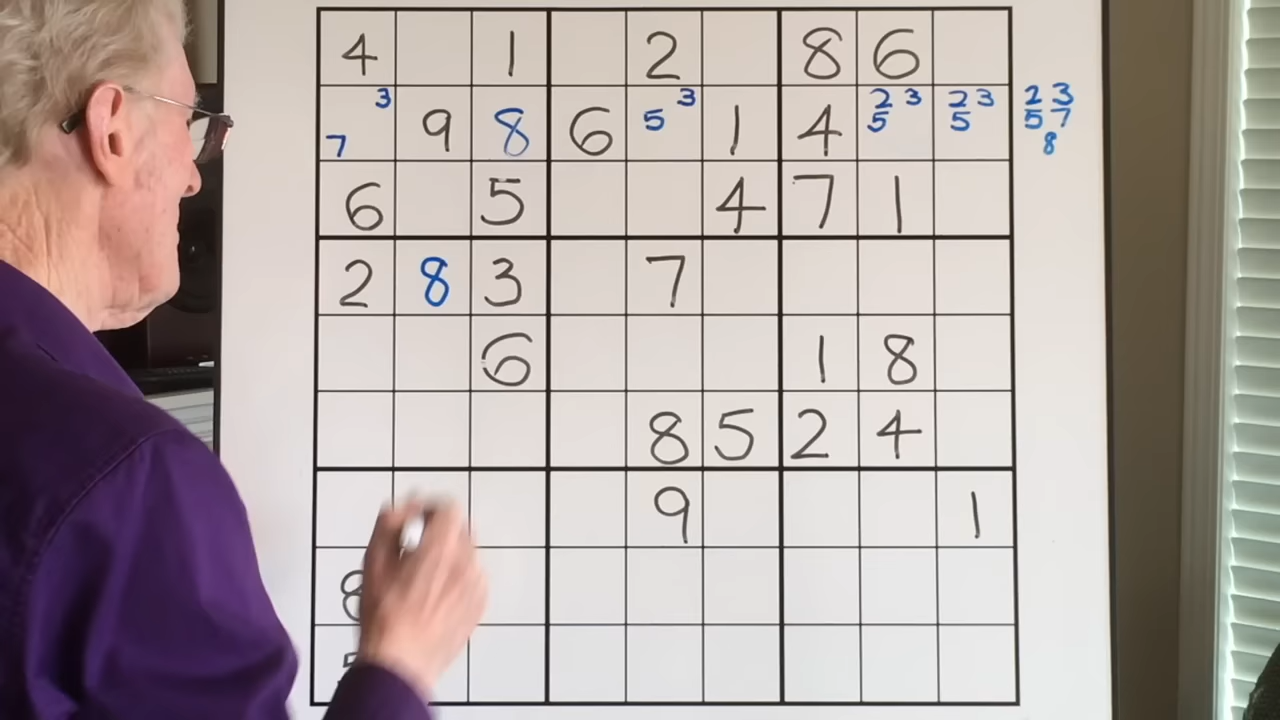 4 1 2 8 6
3 7 9 8 6 3 5 1 4 2 3 5 2 3 5 2 3 5 7 8
6 5 4 7 1
2 8 3 7
6 1 8
8 5 2 4
9 1
8